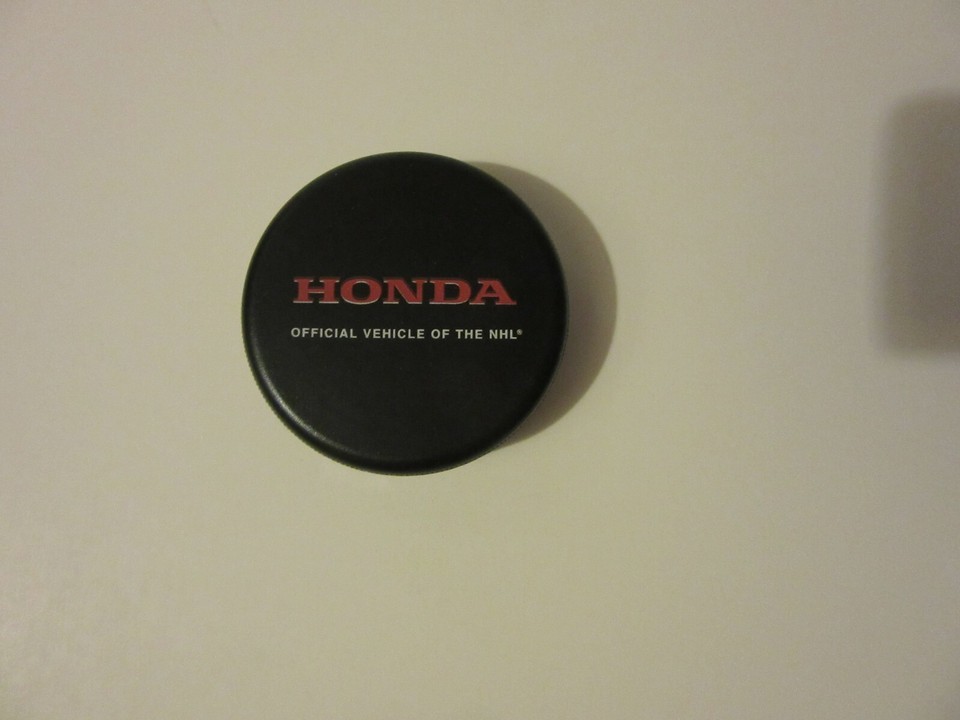 HONDA
OFFICIAL VEHICLE OF THE NHL®